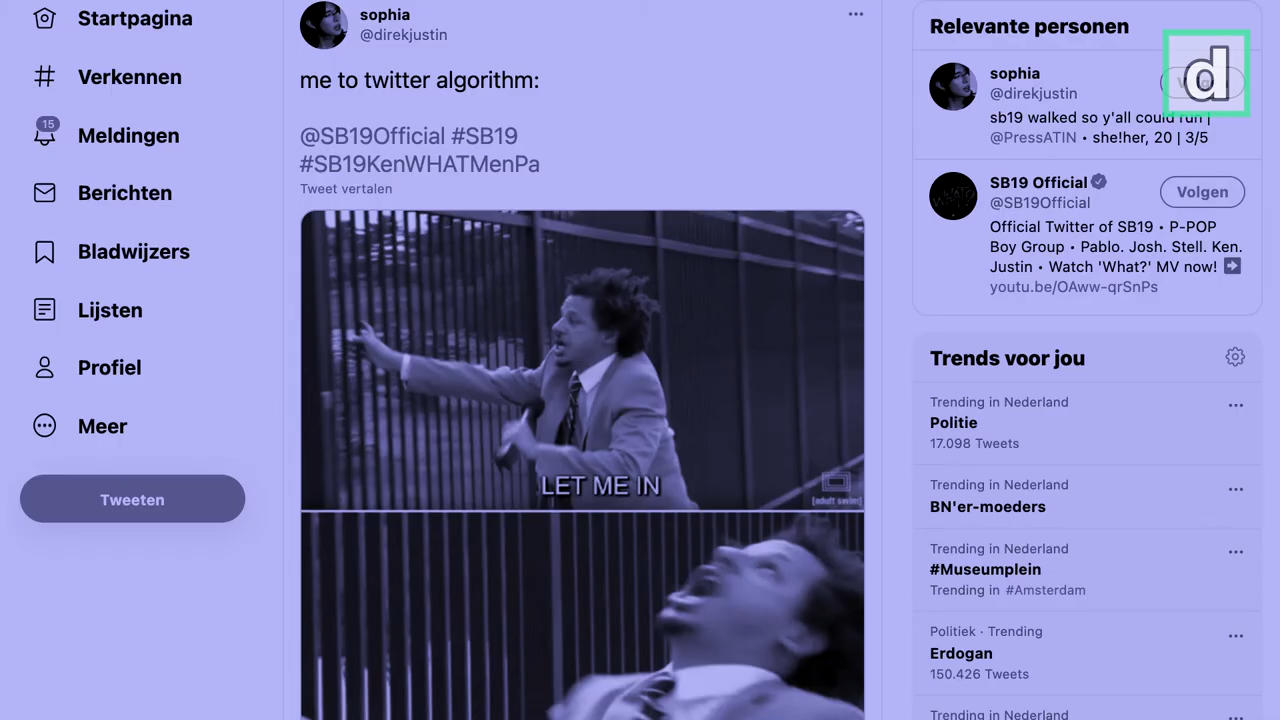 Startpagina
Verkennen
15
Meldingen
Berichten
Bladwijzers
Lijsten
Profiel
Meer
Tweeten
sophia
@direkjustin
me to twitter algorithm:
@SB19Official #SB19
#SB19KenWHATMenPa
Tweet vertalen
LET ME IN
[adult swim]
Relevante personen
d
sophia
@direkjustin
sb19 walked so y'all could run |
@PressATIN • she!her, 20 | 3/5
SB19 Official
@SB19Official
Volgen
Official Twitter of SB19 • P-POP
Boy Group • Pablo. Josh. Stell. Ken.
Justin • Watch 'What?' MV now!
youtu.be/OAww-qrSnPs
Trends voor jou
Trending in Nederland
Politie
17.098 Tweets
Trending in Nederland
BN'er-moeders
Trending in Nederland
#Museumplein
Trending in #Amsterdam
Politiek · Trending
Erdogan
150.426 Tweets
Trending in Nederland